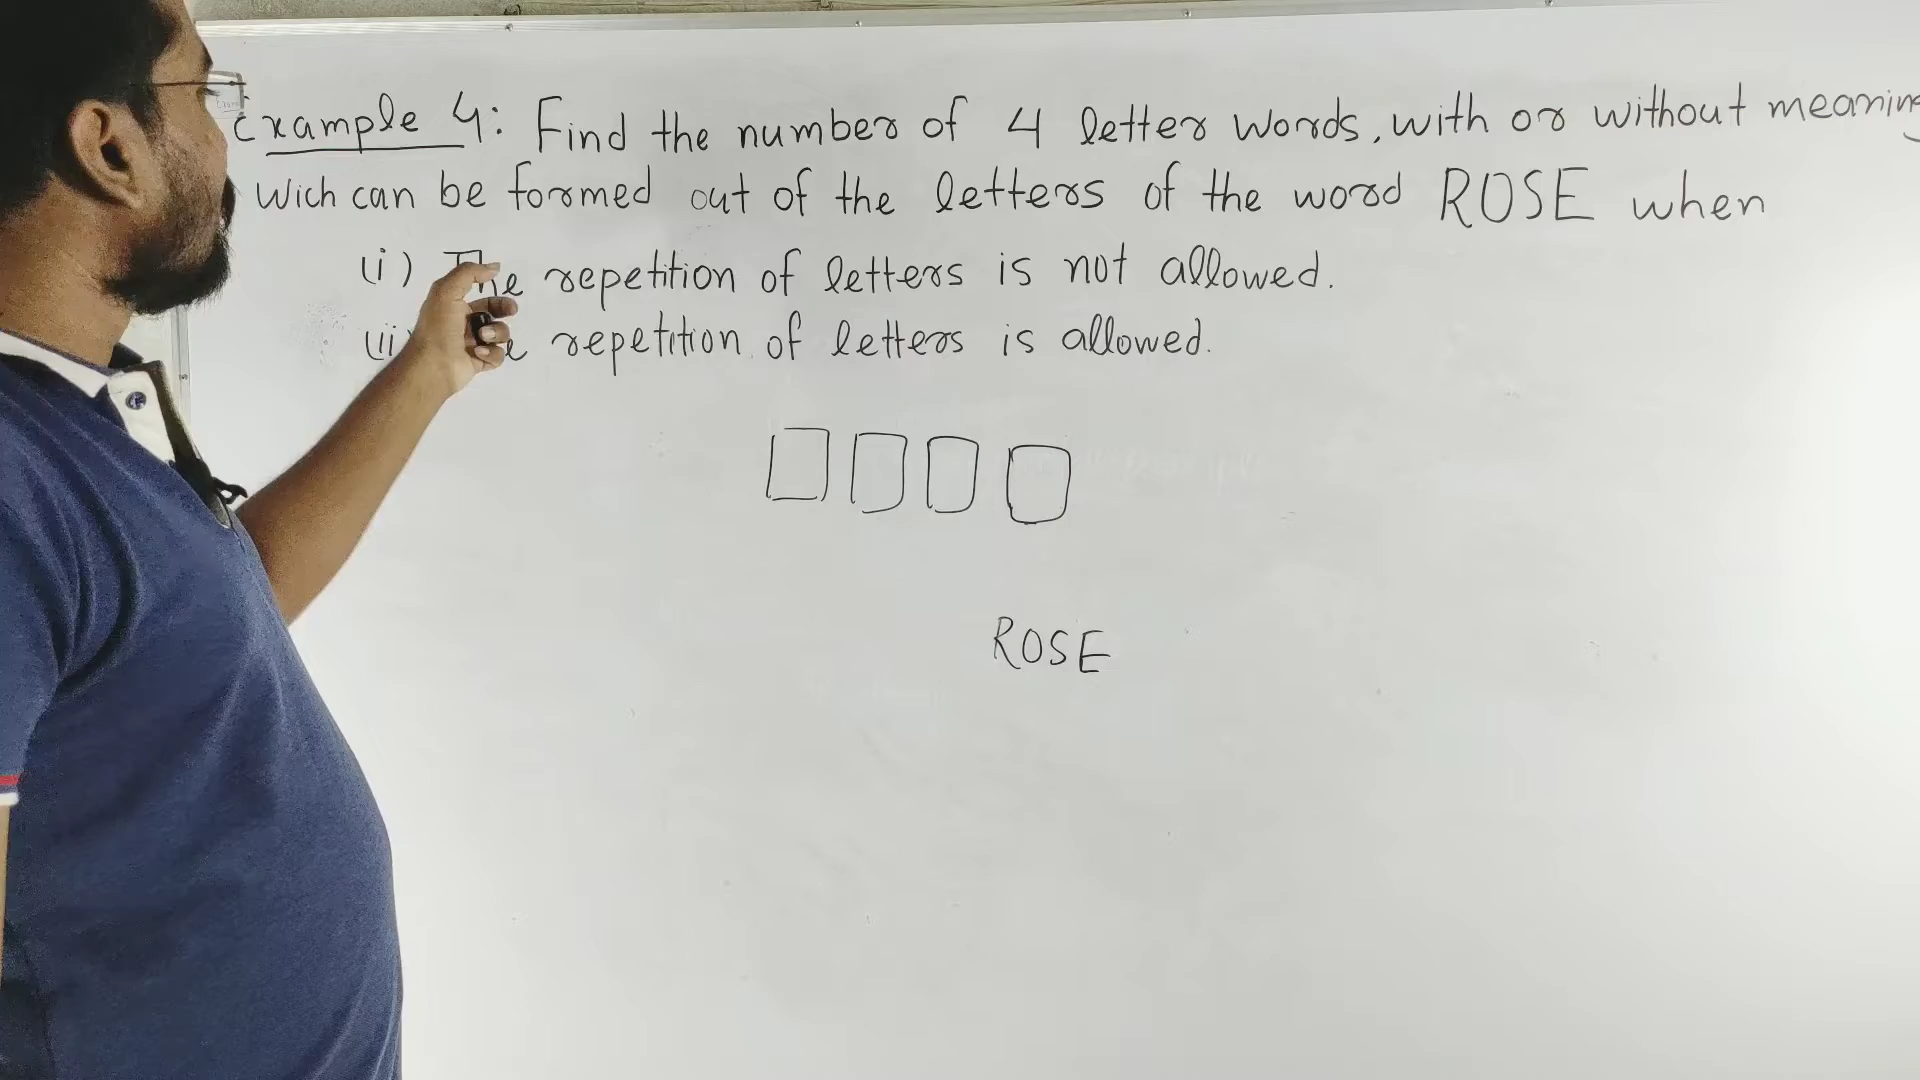 Example 4: Find the number of 4 letter words, with or without meaning
wich can be formed out of the letters of the word ROSE when
(i) The repetition of letters is not allowed.
(ii) repetition of letters is allowed.
ROSE